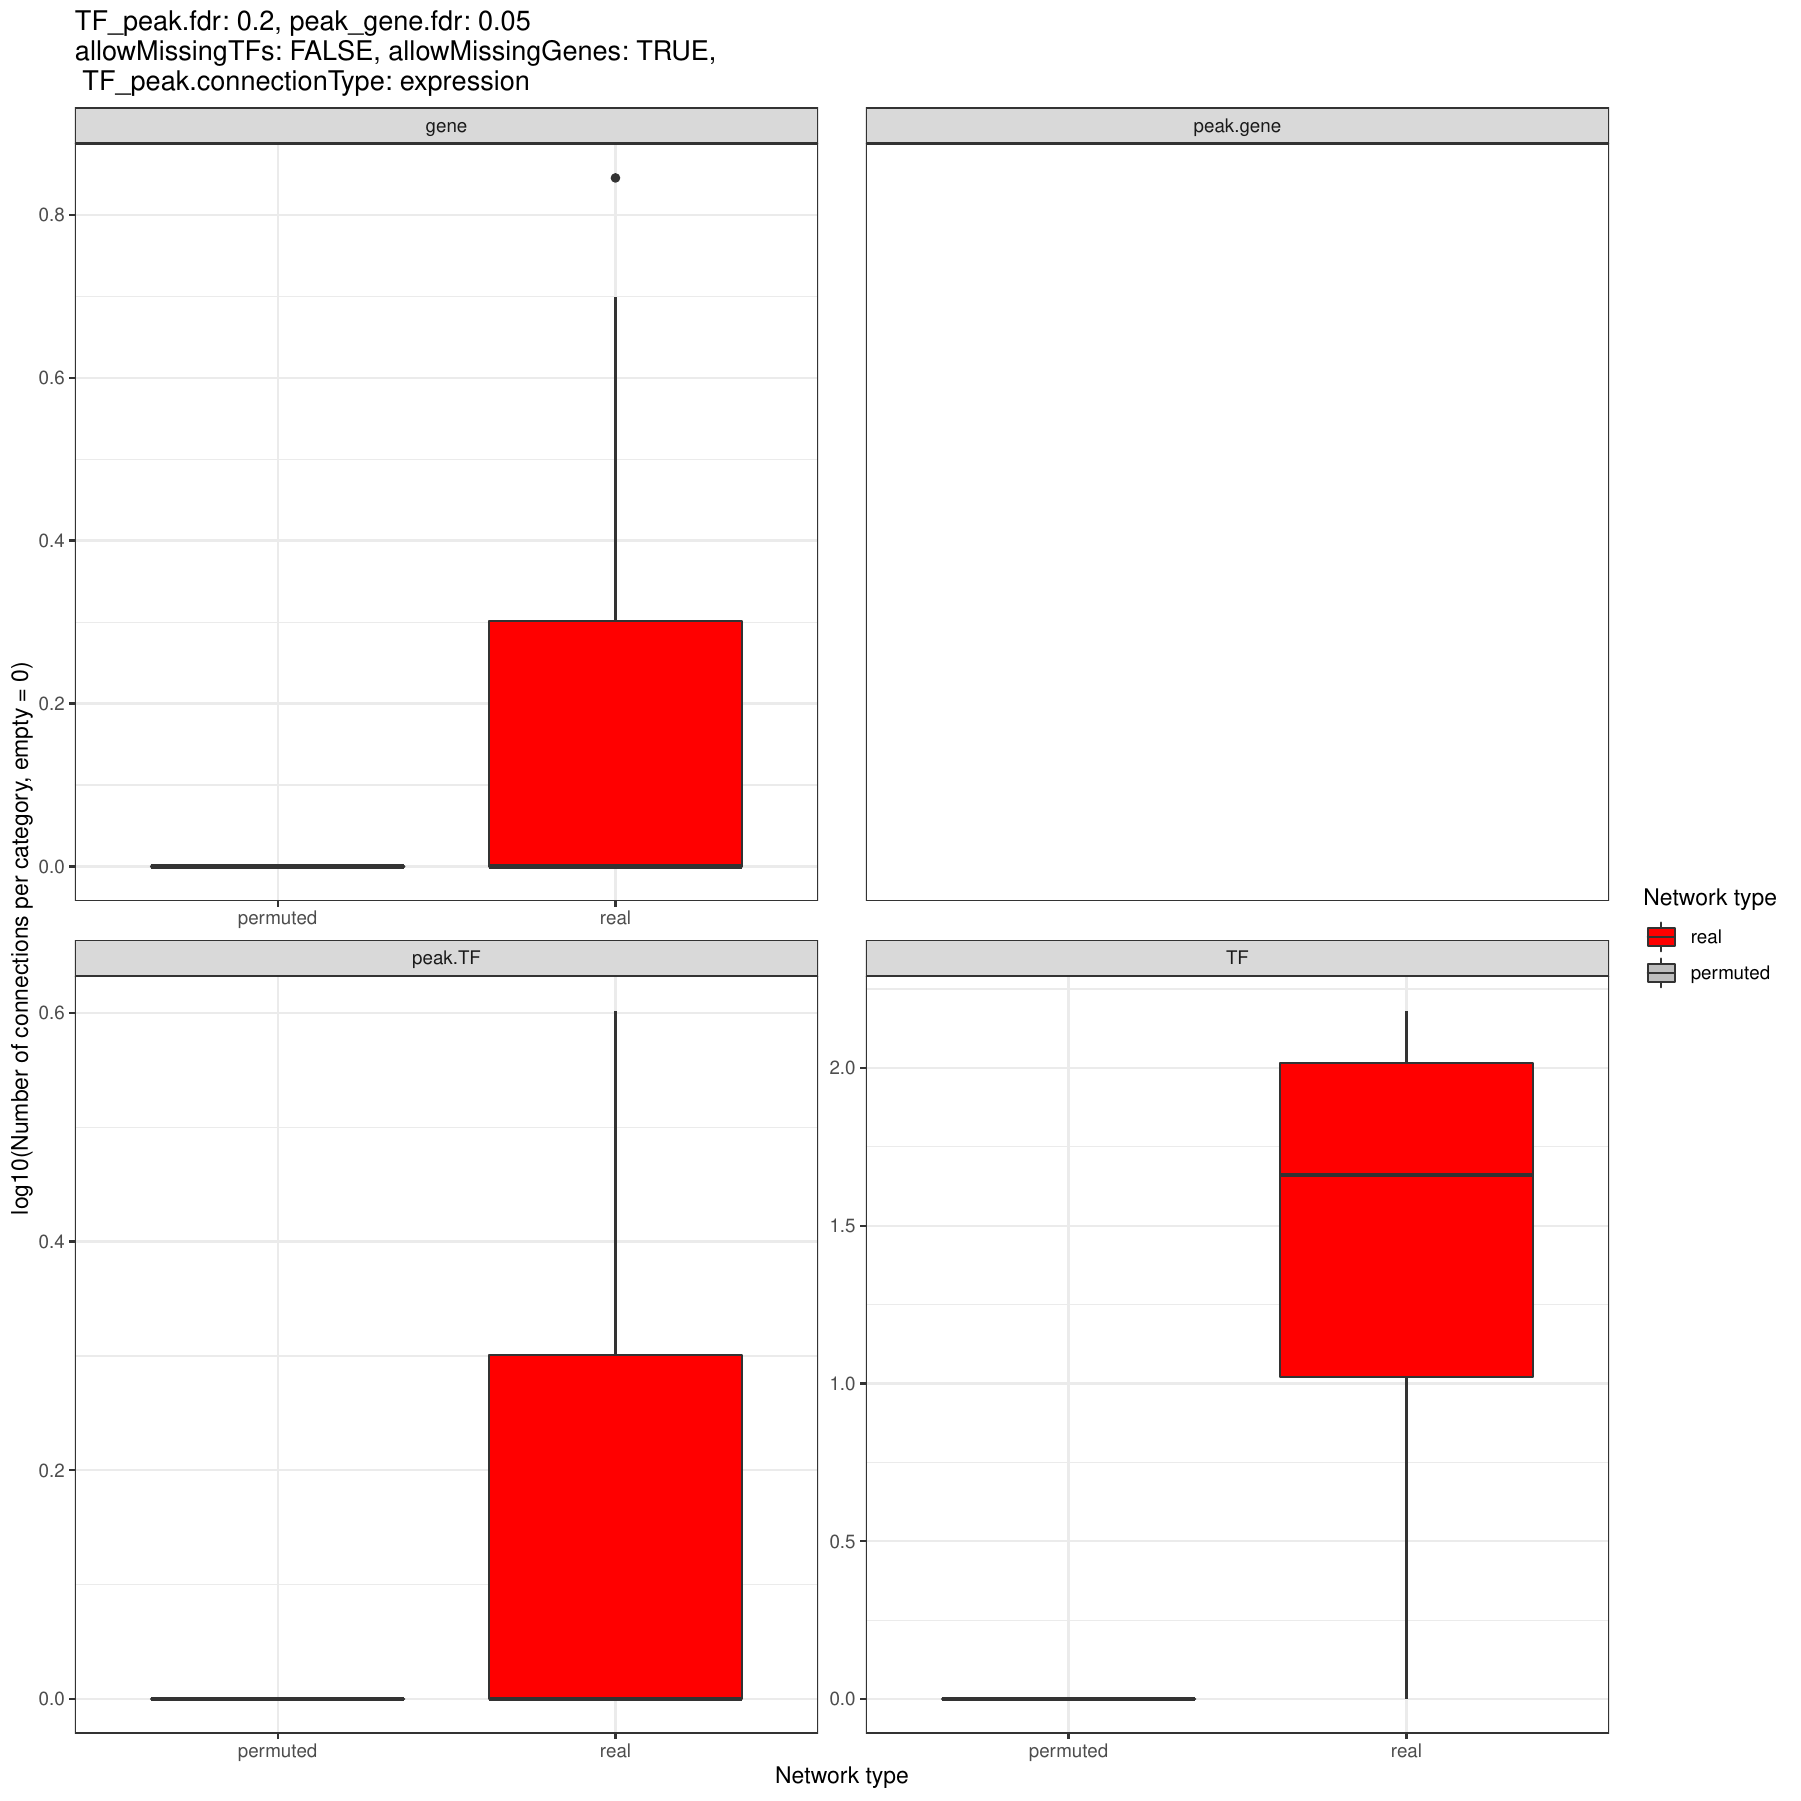 TF_peak.fdr: 0.2, peak_gene.fdr: 0.05
allowMissingTFs: FALSE, allowMissingGenes: TRUE,
TF_peak.connectionType: expression
gene
peak.gene
0.8
0.6
0.4
0.2
0.0
permuted
real
peak.TF
TF
0.6
0.4
0.2
0.0
2.0
1.5
1.0
0.5
0.0
permuted
real
permuted
real
Network type
log10(Number of connections per category, empty = 0)
Network type
real
permuted